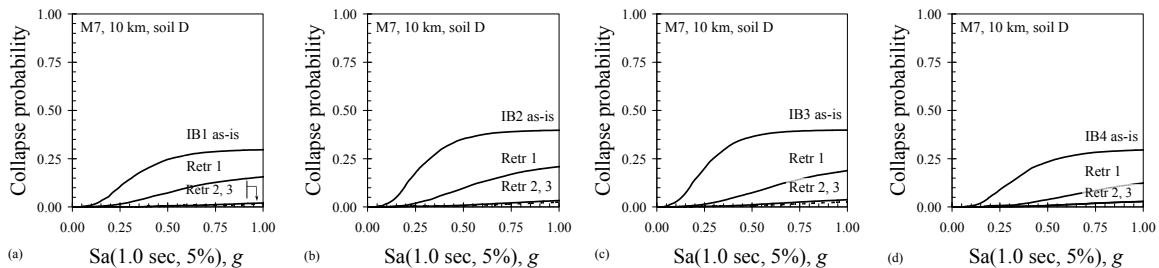 Collapse probability
1.00
0.75
0.50
0.25
0.00
M7, 10 km, soil D
IB1 as-is
Retr 1
Retr 2, 3
0.00 0.25 0.50 0.75 1.00
Sa(1.0 sec, 5%), g
(a)
Collapse probability
1.00
0.75
0.50
0.25
0.00
M7, 10 km, soil D
IB2 as-is
Retr 1
Retr 2, 3
0.00 0.25 0.50 0.75 1.00
Sa(1.0 sec, 5%), g
(b)
Collapse probability
1.00
0.75
0.50
0.25
0.00
M7, 10 km, soil D
IB3 as-is
Retr 1
Retr 2, 3
0.00 0.25 0.50 0.75 1.00
Sa(1.0 sec, 5%), g
(c)
Collapse probability
1.00
0.75
0.50
0.25
0.00
M7, 10 km, soil D
IB4 as-is
Retr 1
Retr 2, 3
0.00 0.25 0.50 0.75 1.00
Sa(1.0 sec, 5%), g
(d)